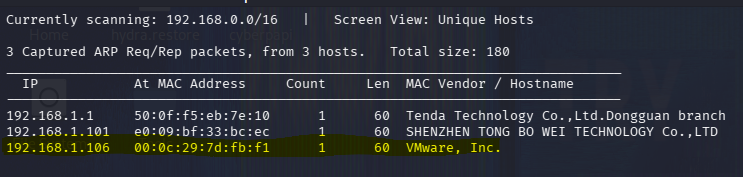 Currently scanning: 192.168.0.0/16   |   Screen View: Unique Hosts
Home hydra.restore
3 Captured ARP Req/Rep packets, from 3 hosts.   Total size: 180
IP            At MAC Address     Count     Len  MAC Vendor / Hostname
192.168.1.1     50:0f:f5:eb:7e:10      1      60  Tenda Technology Co.,Ltd.Dongguan branch
192.168.1.101   e0:09:bf:33:bc:ec      1      60  SHENZHEN TONG BO WEI TECHNOLOGY Co.,LTD
192.168.1.106   00:0c:29:7d:fb:f1      1      60  VMware, Inc.